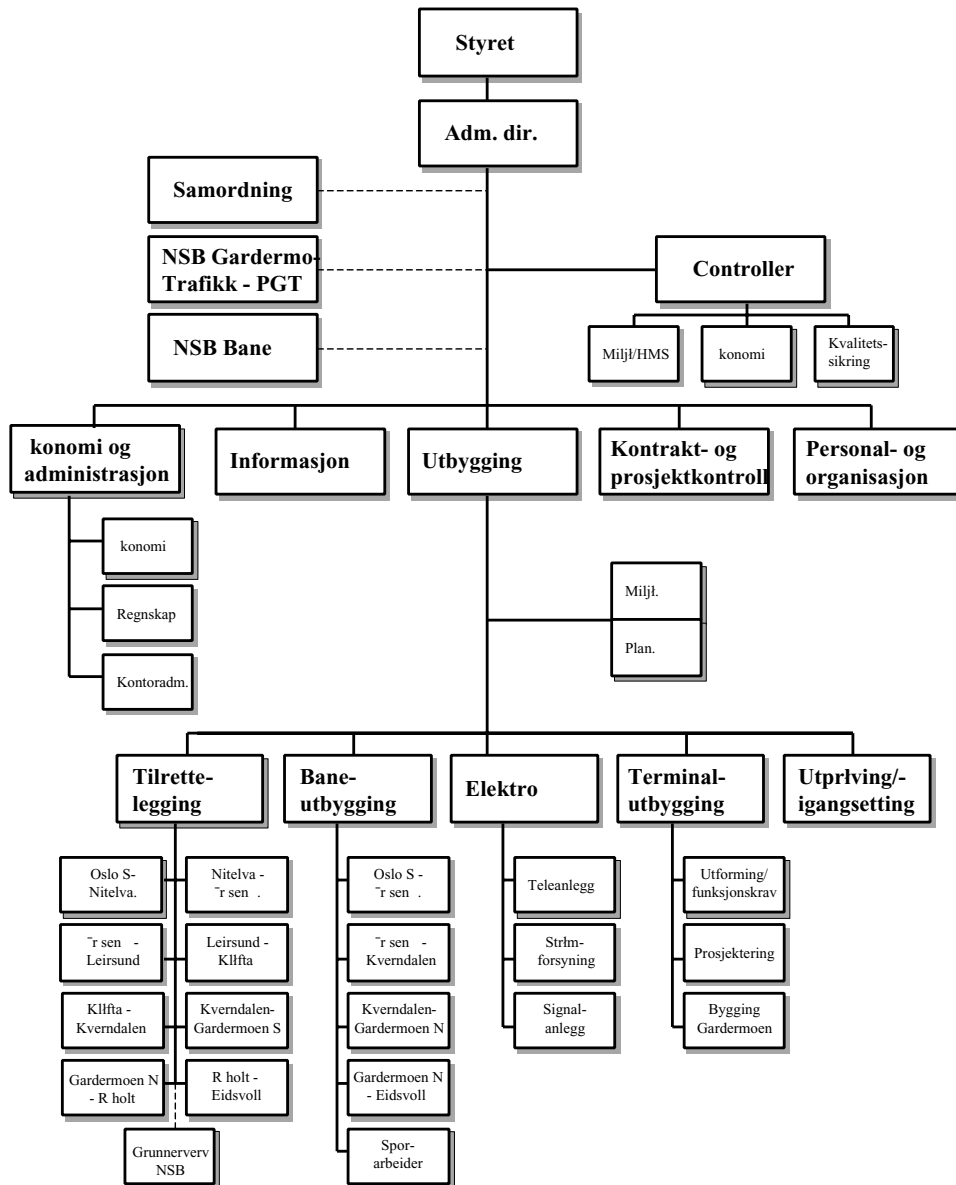 Styret
Adm. dir.
Samordning
NSB Gardermo-
Trafikk - PGT
NSB Bane
Controller
Miljł/HMS
konomi
Kvalitets-
sikring
konomi og
administrasjon
Informasjon
Utbygging
Kontrakt- og
prosjektkontroll
Personal- og
organisasjon
konomi
Regnskap
Kontoradm.
Miljł.
Plan.
Tilrette-
legging
Bane-
utbygging
Elektro
Terminal-
utbygging
Utprłving/-
igangsetting
Oslo S-
Nitelva.
Nitelva -
¯r sen .
¯r sen -
Leirsund
Leirsund -
Klłfta
Klłfta -
Kverndalen
Kverndalen-
Gardermoen S
Gardermoen N
- R holt
R holt -
Eidsvoll
Grunnerverv
NSB
Oslo S -
¯r sen .
¯r sen -
Kverndalen
Kverndalen-
Gardermoen N
Gardermoen N
- Eidsvoll
Spor-
arbeider
Teleanlegg
Strłm-
forsyning
Signal-
anlegg
Utforming/
funksjonskrav
Prosjektering
Bygging
Gardermoen